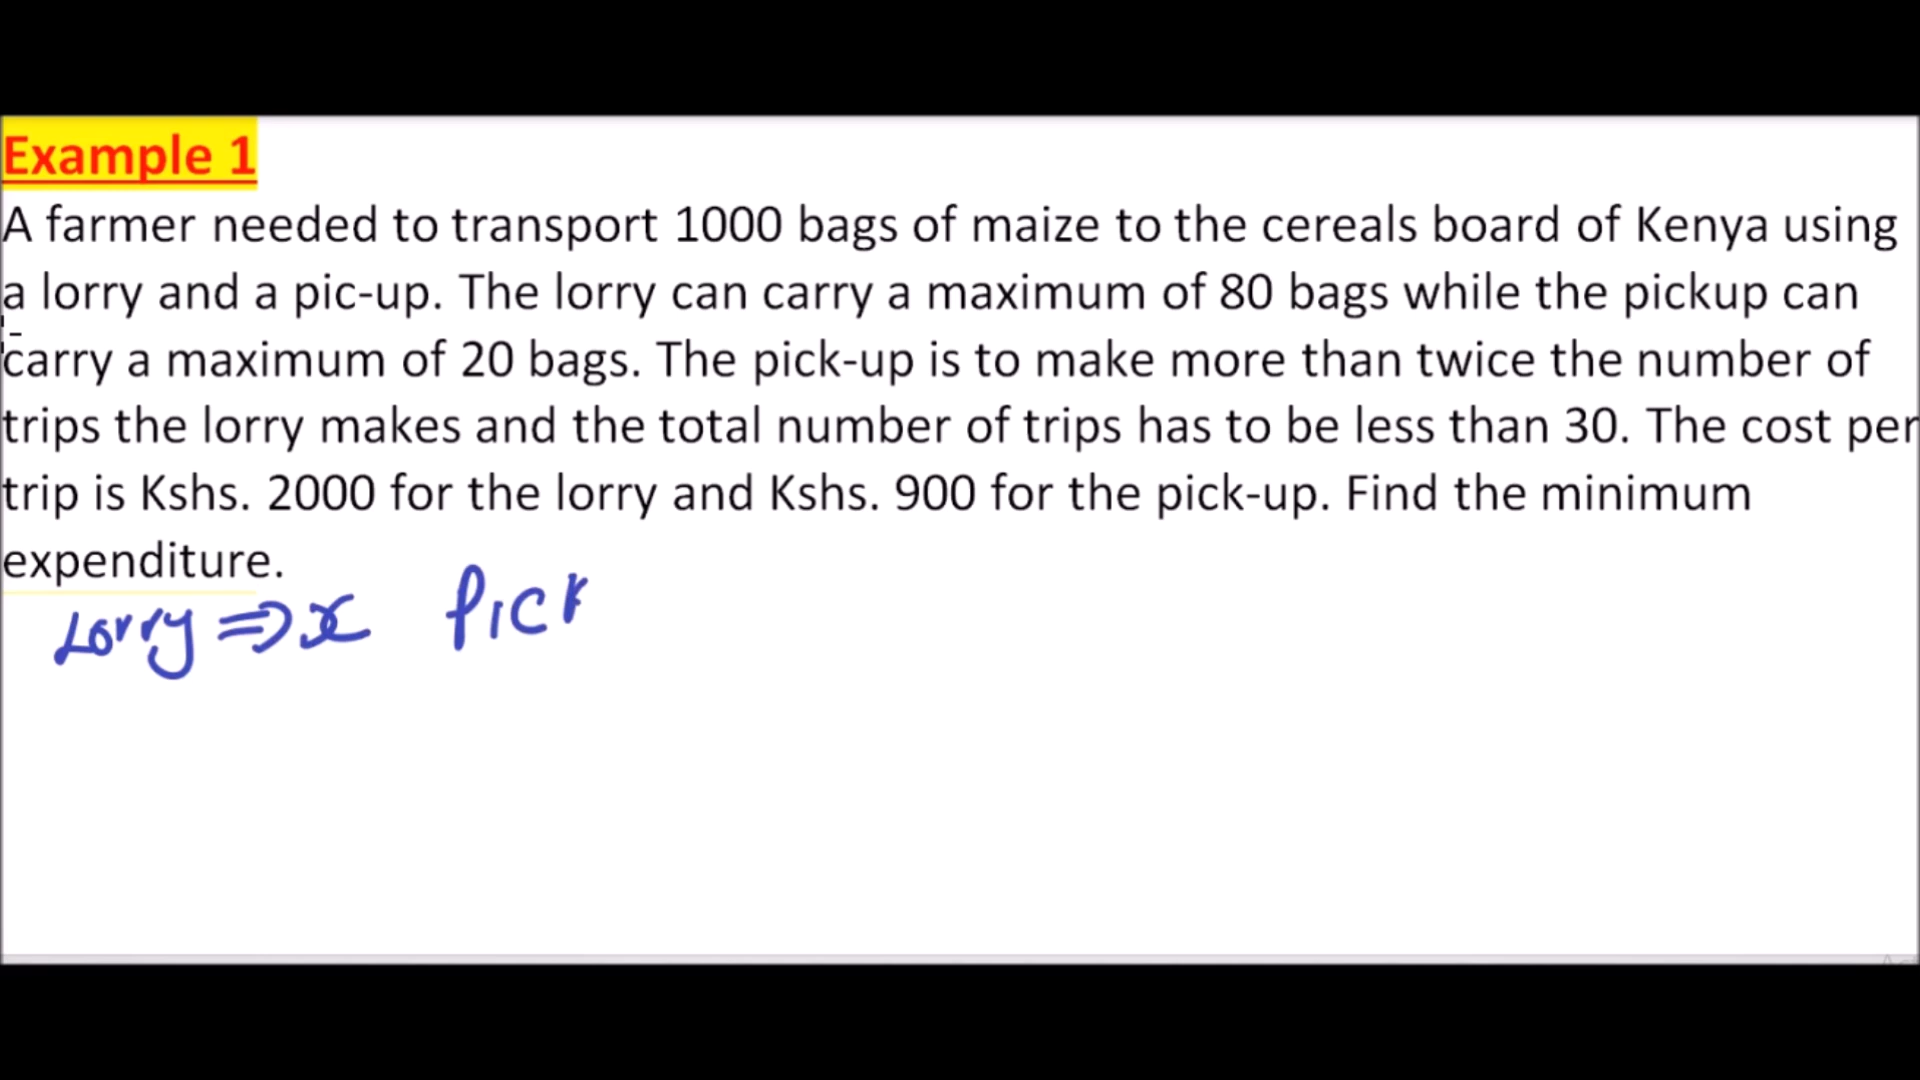 Example 1
A farmer needed to transport 1000 bags of maize to the cereals board of Kenya using
a lorry and a pic-up. The lorry can carry a maximum of 80 bags while the pickup can
carry a maximum of 20 bags. The pick-up is to make more than twice the number of
trips the lorry makes and the total number of trips has to be less than 30. The cost per
trip is Kshs. 2000 for the lorry and Kshs. 900 for the pick-up. Find the minimum
expenditure.
Lorry ⇒ x Pick